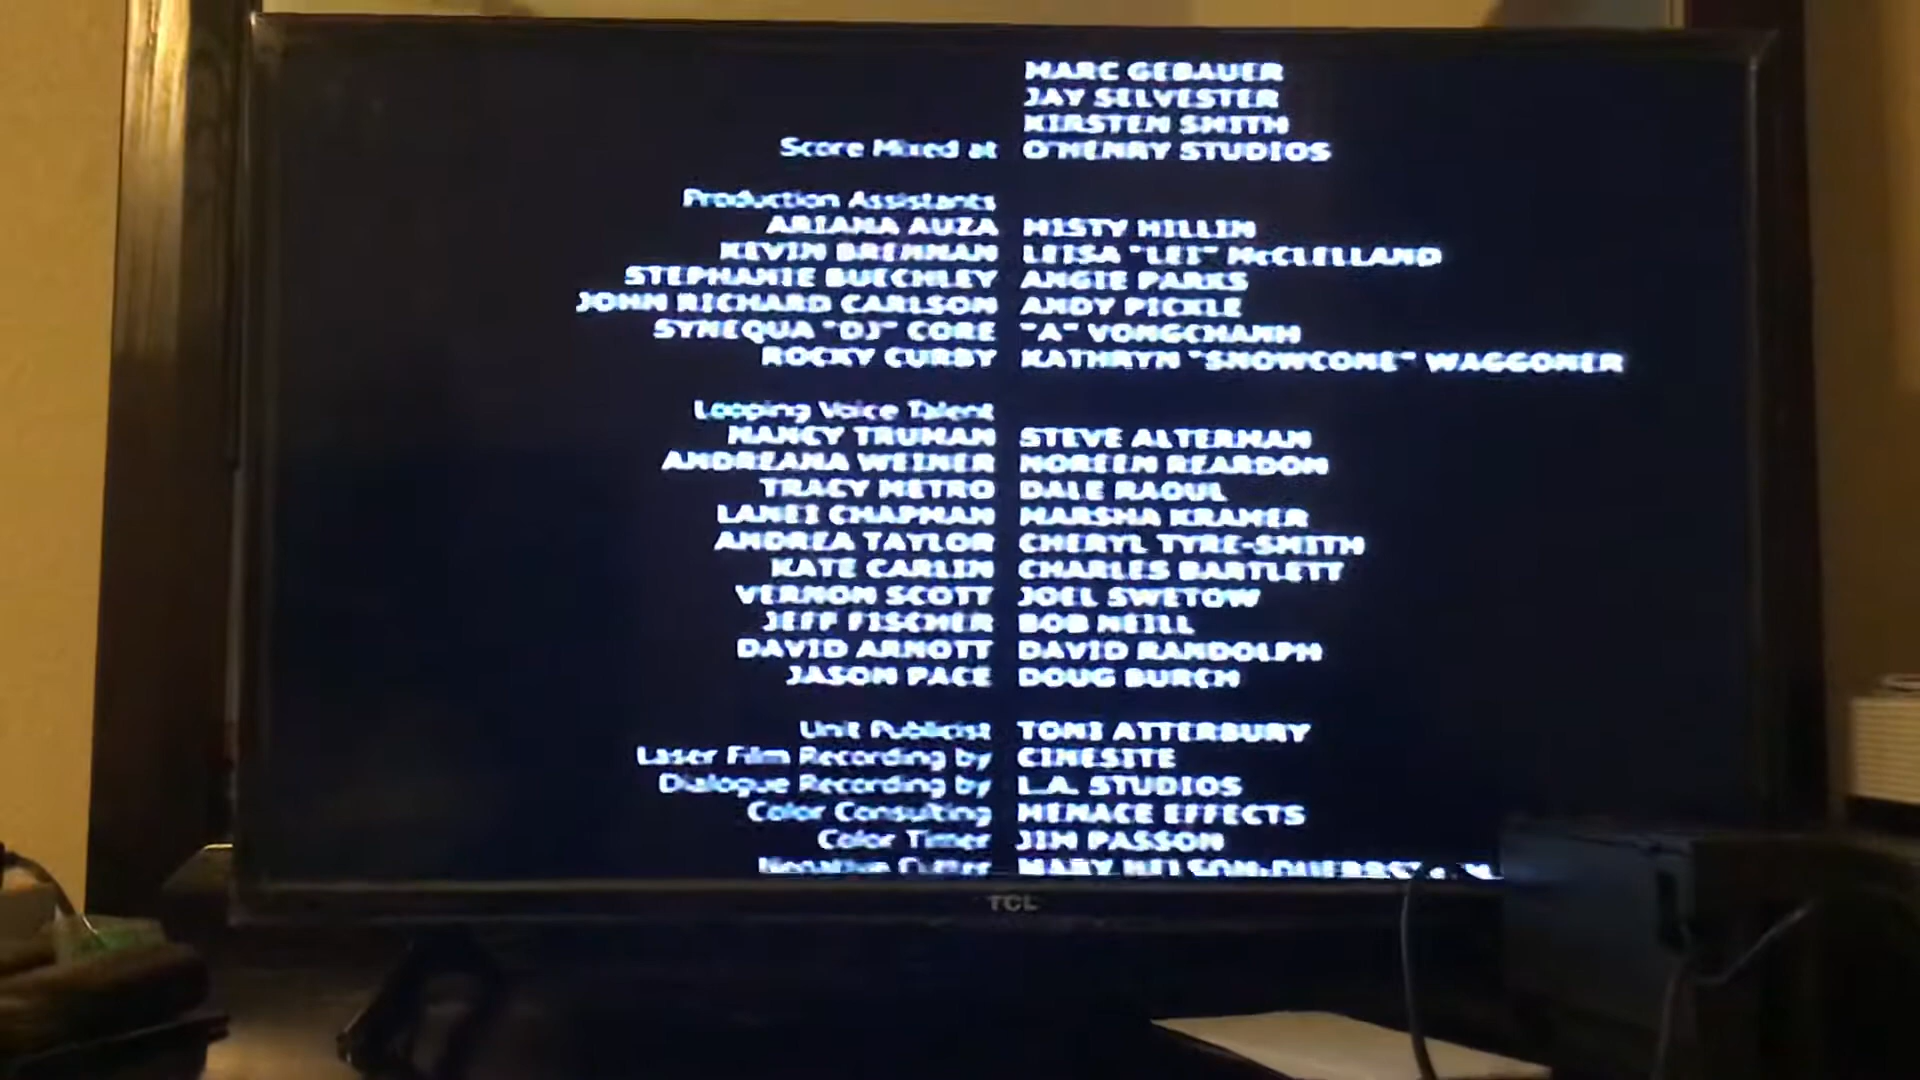 MARC GEBAUER
JAY SELVESTER
KIRSTEN SMITH
Score Mixed at O'HENRY STUDIOS
Production Assistants
ARIANA AUZA MISTY HILLIN
KEVIN BRENNAN LEISA "LEI" McCLELLAND
STEPHANIE BUECHLEY ANGIE PARKS
JOHN RICHARD CARLSON ANDY PICKLE
SYNEQUA "DJ" CORE "A" VONGCHANH
ROCKY CURBY KATHRYN "SNOWCONE" WAGGONER
Looping Voice Talent
NANCY TRUMAN STEVE ALTERMAN
ANDREANA WEINER NOREEN REARDON
TRACY METRO DALE RAOUL
LANEI CHAPMAN MARSHA KRAMER
ANDREA TAYLOR CHERYL TYRE-SMITH
KATE CARLIN CHARLES BARTLETT
VERNON SCOTT JOEL SWETOW
JEFF FISCHER BOB NEILL
DAVID ARNOTT DAVID RANDOLPH
JASON PACE DOUG BURCH
Unit Publicist TONI ATTERBURY
Laser Film Recording by CINESITE
Dialogue Recording by L.A. STUDIOS
Color Consulting MENACE EFFECTS
Color Timer JIM PASSON
Negative Cutter MARY
TCL